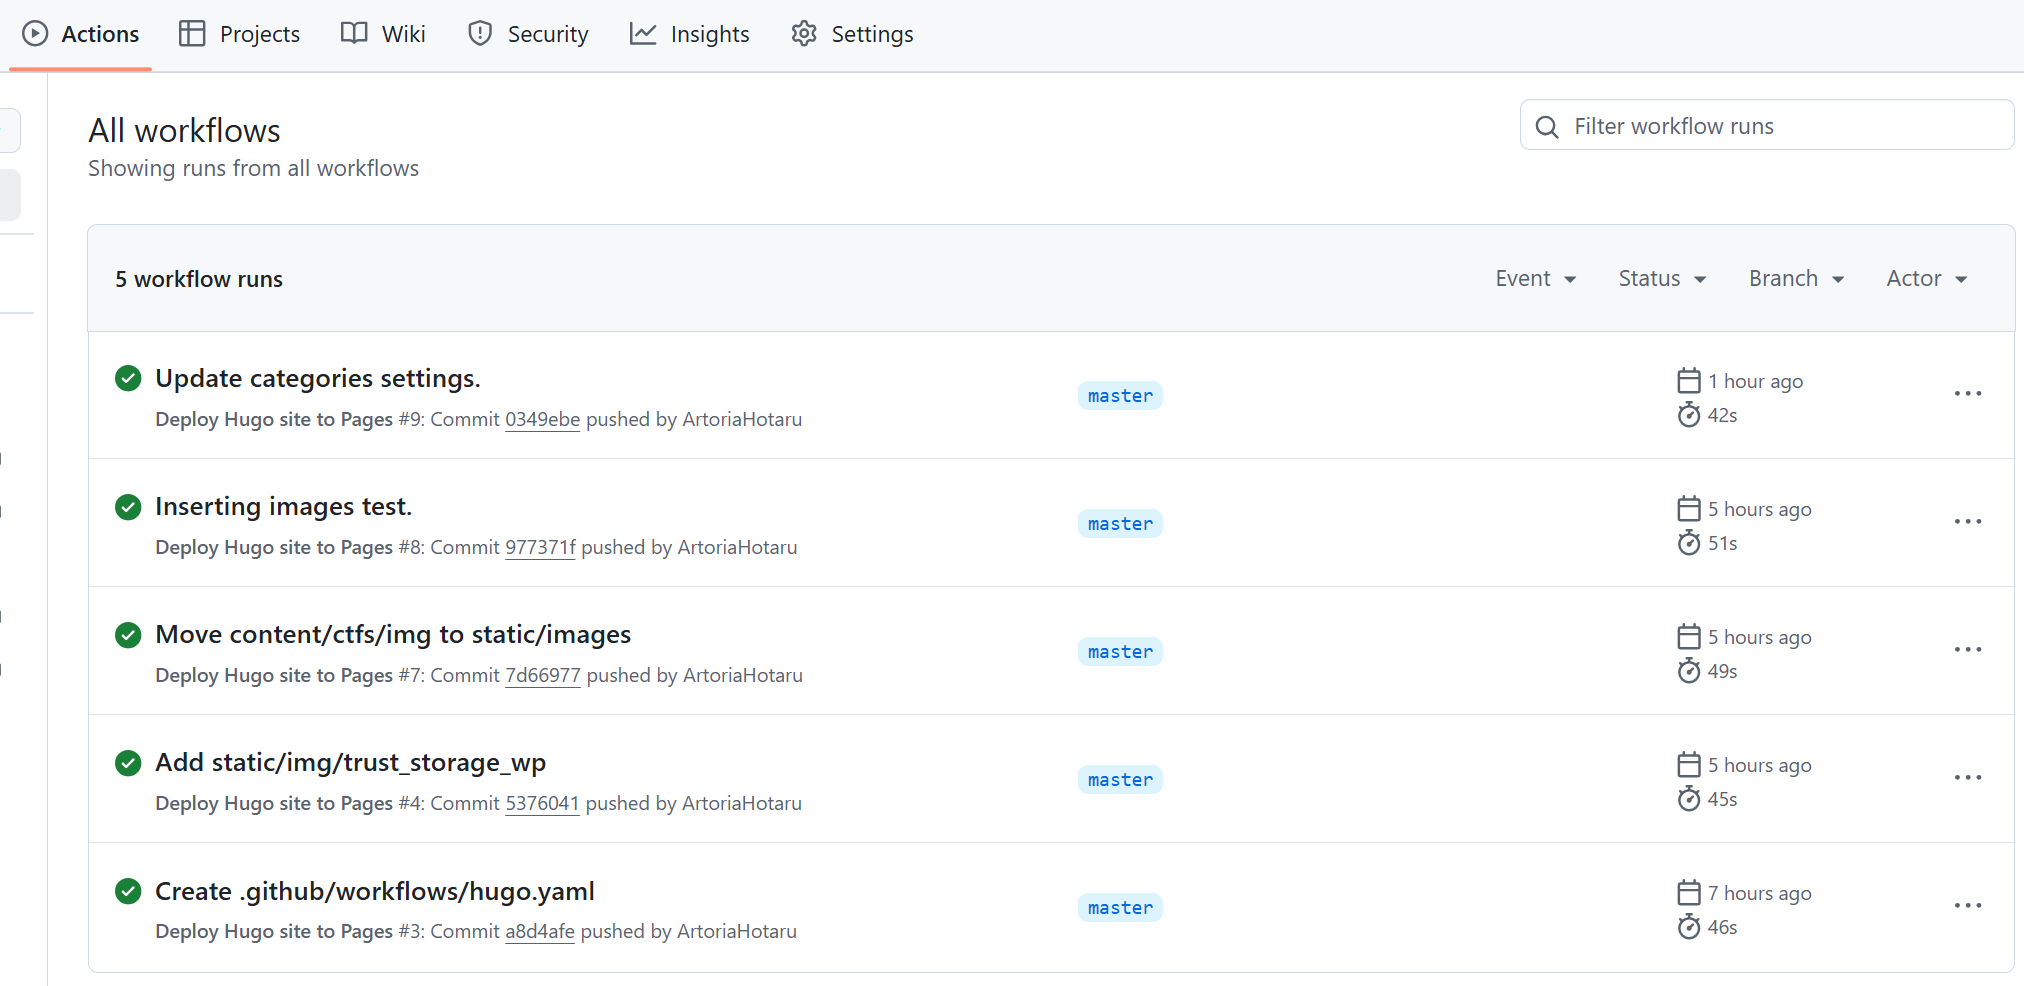 Actions Projects Wiki Security Insights Settings
All workflows
Filter workflow runs
Showing runs from all workflows
5 workflow runs Event Status Branch Actor
Update categories settings.
Deploy Hugo site to Pages #9: Commit 0349ebe pushed by ArtoriaHotaru
master
1 hour ago
42s
Inserting images test.
Deploy Hugo site to Pages #8: Commit 977371f pushed by ArtoriaHotaru
master
5 hours ago
51s
Move content/ctfs/img to static/images
Deploy Hugo site to Pages #7: Commit 7d66977 pushed by ArtoriaHotaru
master
5 hours ago
49s
Add static/img/trust_storage_wp
Deploy Hugo site to Pages #4: Commit 5376041 pushed by ArtoriaHotaru
master
5 hours ago
45s
Create .github/workflows/hugo.yaml
Deploy Hugo site to Pages #3: Commit a8d4afe pushed by ArtoriaHotaru
master
7 hours ago
46s